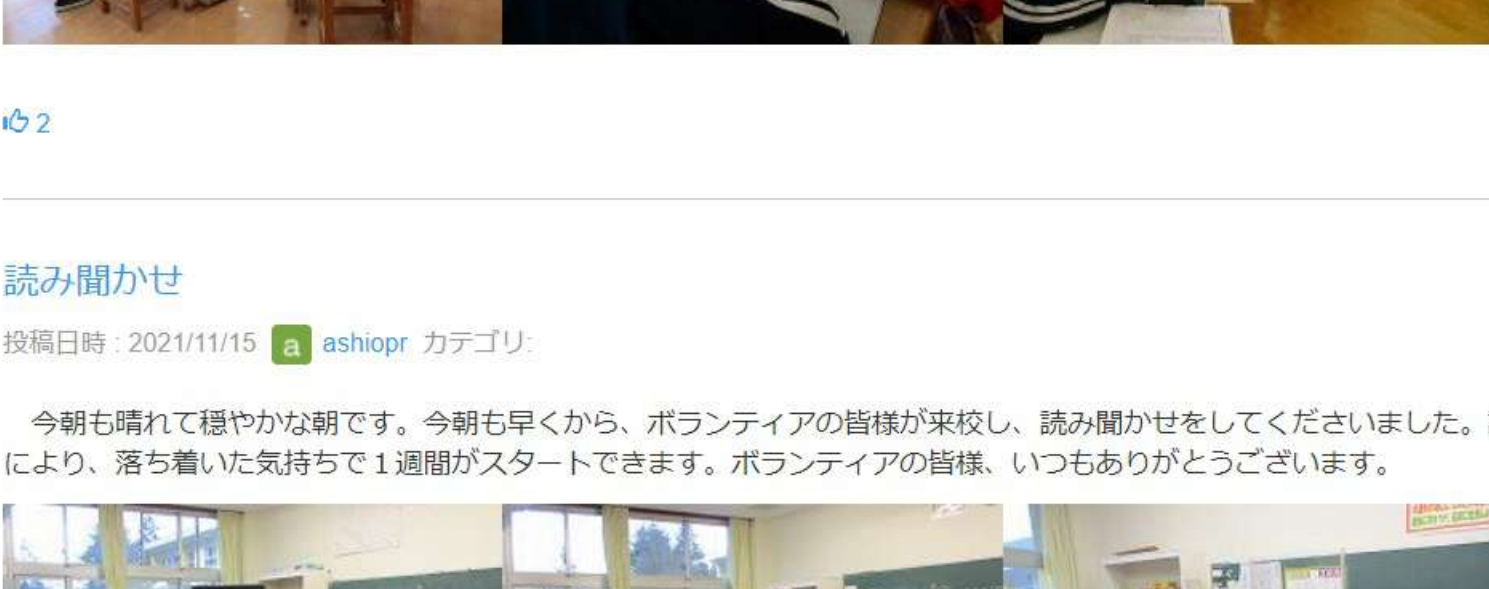 2
読み聞かせ
投稿日時 : 2021/11/15 a ashiopr カテゴリ:
今朝も晴れて穏やかな朝です。今朝も早くから、ボランティアの皆様が来校し、読み聞かせをしてくださいました。
により、落ち着いた気持ちで１週間がスタートできます。ボランティアの皆様、いつもありがとうございます。